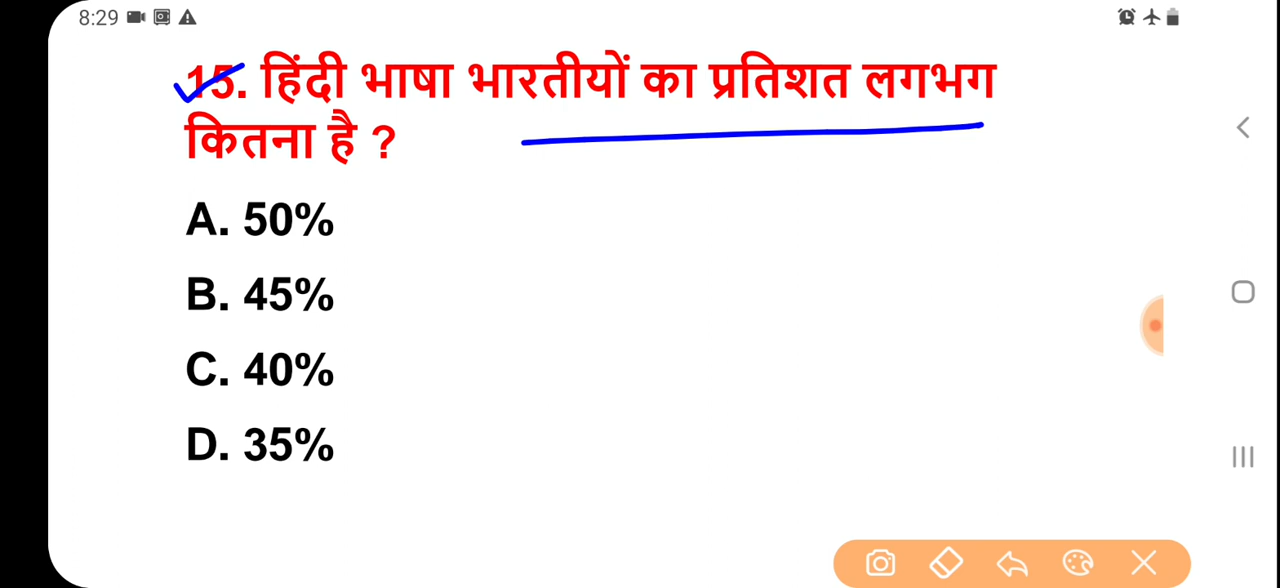 8:29
15. हिंदी भाषा भारतीयों का प्रतिशत लगभग
कितना है ?
A. 50%
B. 45%
C. 40%
D. 35%